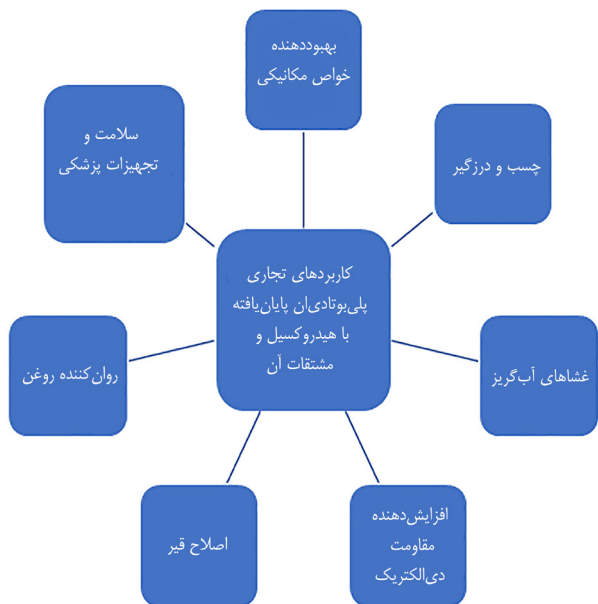 بهبوددهنده
خواص مکانیکی
چسب و درزگیر
سلامت و
تجهیزات پزشکی
کاربردهای تجاری
پلی‌بوتادی‌ان پایان‌یافته
با هیدروکسیل و
مشتقات آن
غشاهای آب‌گریز
روان‌کننده روغن
افزایش‌دهنده
مقاومت
دی‌الکتریک
اصلاح قیر